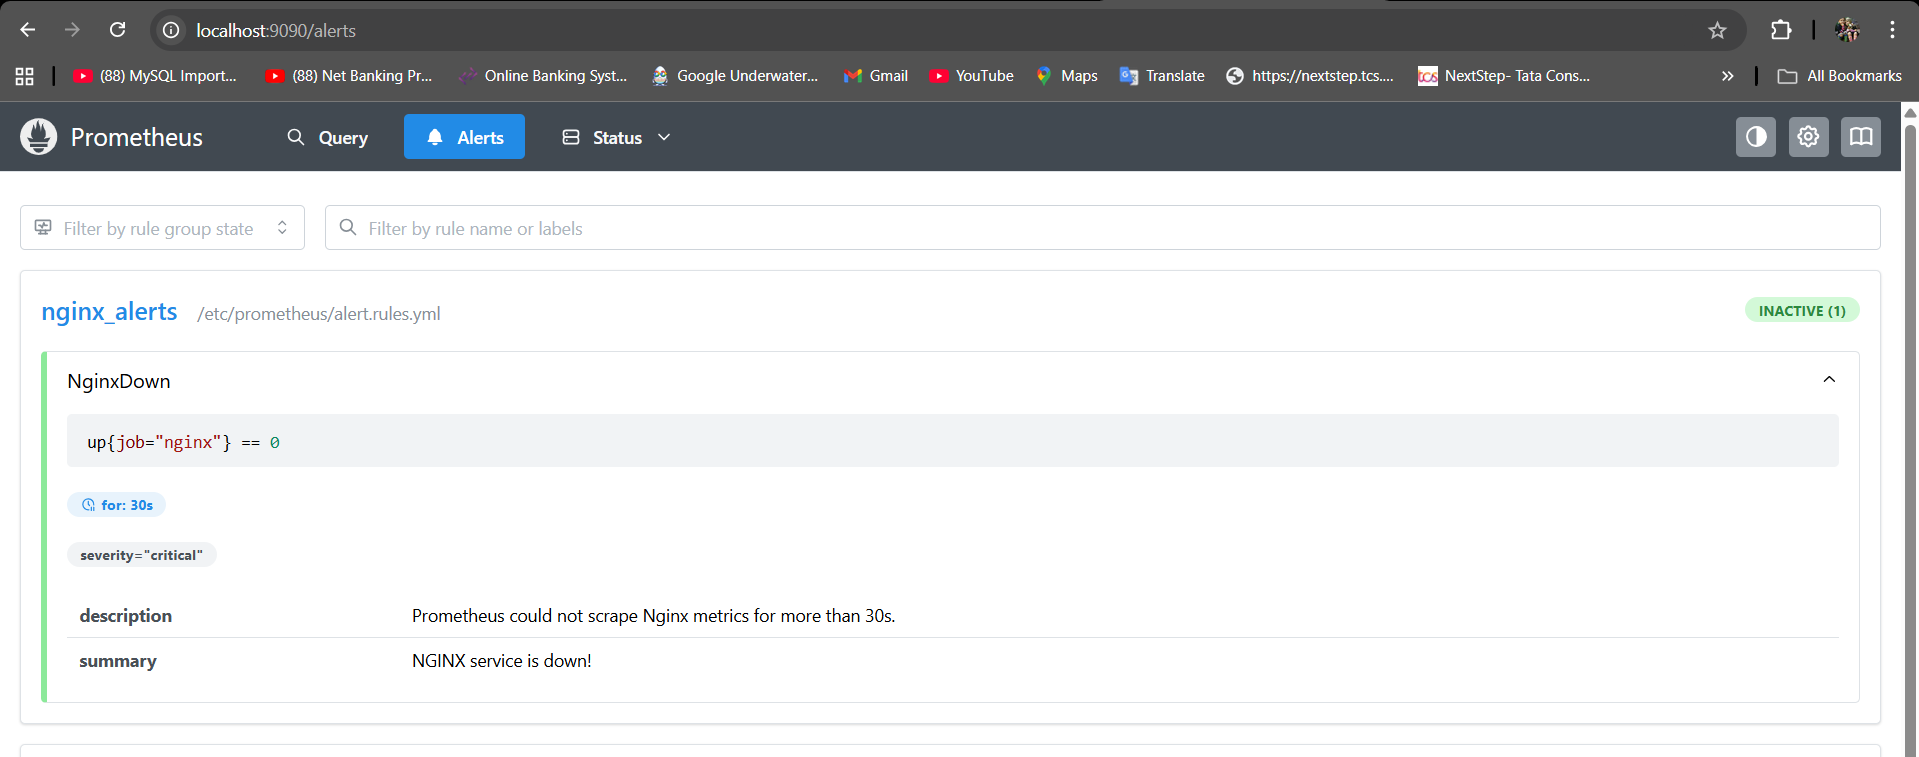 localhost:9090/alerts
(88) MySQL Import... (88) Net Banking Pr... Online Banking Syst... Google Underwater... Gmail YouTube Maps Translate https://nextstep.tcs.... NextStep- Tata Cons... All Bookmarks
Prometheus Query Alerts Status
Filter by rule group state Filter by rule name or labels
nginx_alerts /etc/prometheus/alert.rules.yml INACTIVE (1)
NginxDown
up{job="nginx"} == 0
for: 30s
severity="critical"
description Prometheus could not scrape Nginx metrics for more than 30s.
summary NGINX service is down!